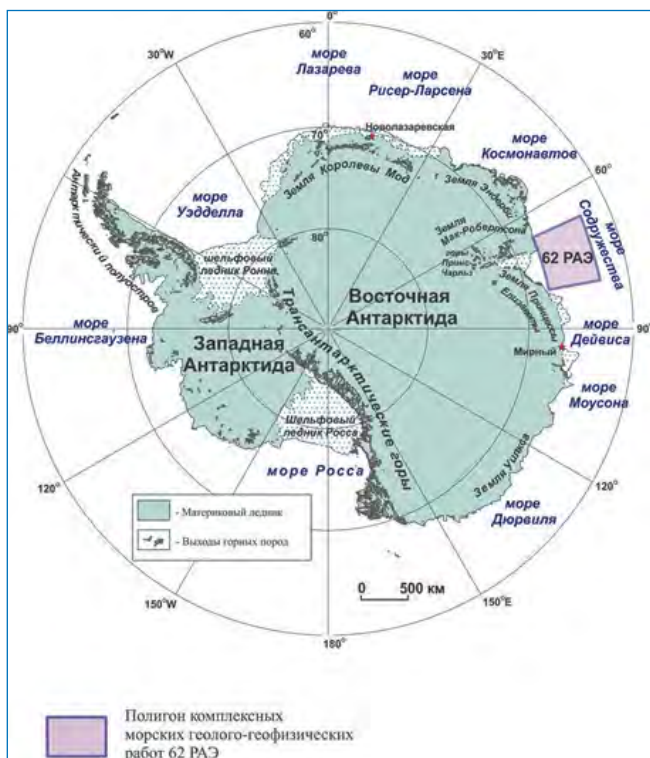 0°
60°
30°W
море
Лазарева
30°E
море
Рисер-Ларсена
70°
Новолазаревская
море
Космонавтов
60°
Земля Королевы Мод
Земля Эндерби
Антарктический полуостров
море
Уэдделла
80°
Земля
Мак-Робертсона
море
Содружества
шельфовый
ледник Ронне
горы
Принс-
Чарльз
62 РАЭ
Земля Принцессы
Елизаветы
Восточная
Антарктида
90°
море
Беллинсгаузена
Западная
Антарктида
Трансантарктические горы
90°
море
Дейвиса
Мирный
море
Моусона
Шельфовый
ледник Росса
море Росса
Земля Уилкса
120°
120°
море
Дюрвиля
- Материковый ледник
- Выходы горных пород
0 500 км
150°W
150°E
180°
Полигон комплексных
морских геолого-геофизических
работ 62 РАЭ